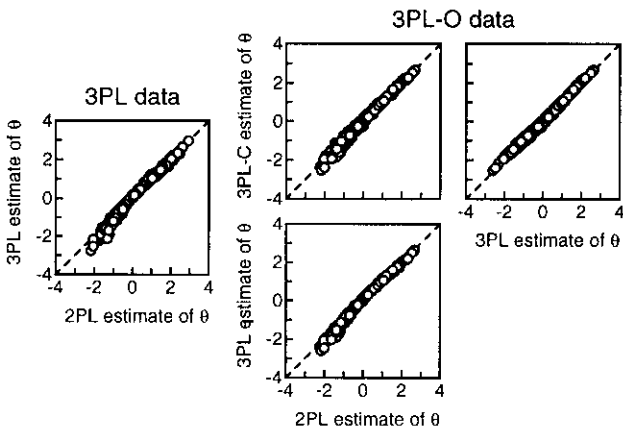 3PL-O data
3PL data
3PL estimate of θ
4
2
0
-2
-4
-4 -2 0 2 4
2PL estimate of θ
3PL-C estimate of θ
4
2
0
-2
-4
4
2
0
-2
-4
-4 -2 0 2 4
3PL estimate of θ
3PL estimate of θ
4
2
0
-2
-4
-4 -2 0 2 4
2PL estimate of θ